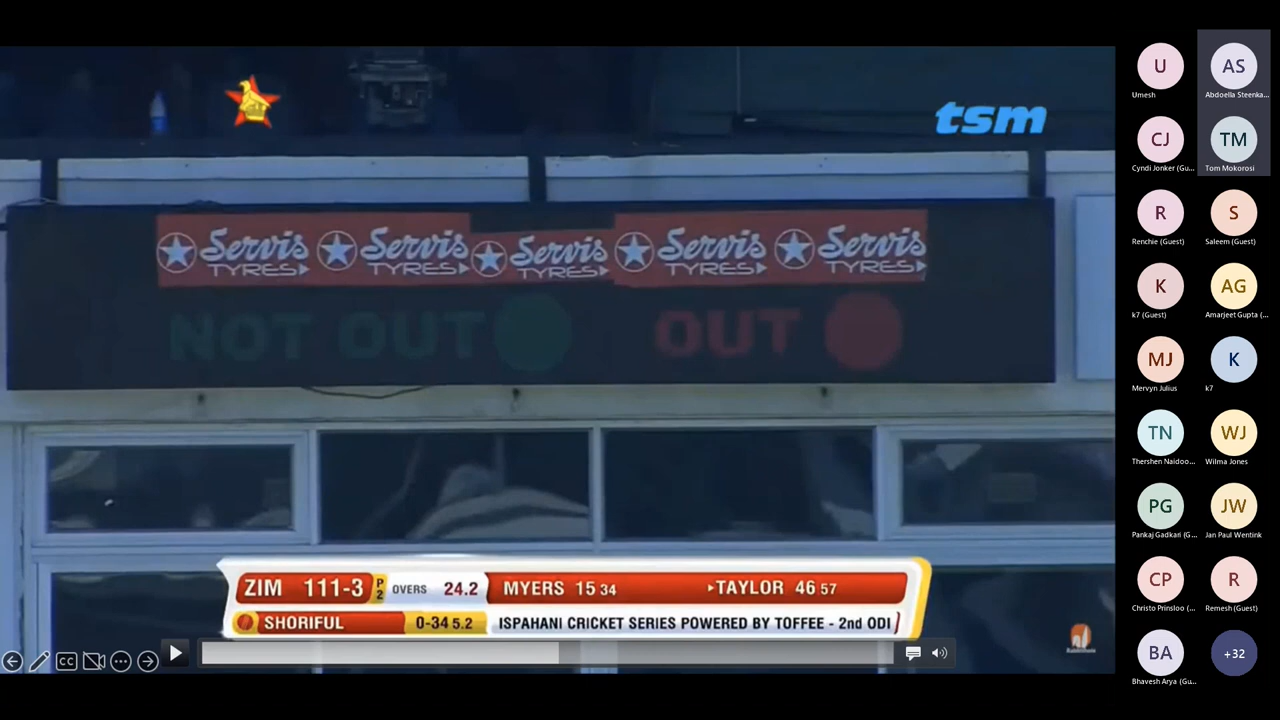 tsm
Servis Servis Servis Servis Servis
TYRES TYRES TYRES TYRES TYRES
NOT OUT OUT
ZIM 111-3 P2 OVERS 24.2 MYERS 15 34 ▸TAYLOR 46 57
SHORIFUL 0-34 5.2 ISPAHANI CRICKET SERIES POWERED BY TOFFEE - 2nd ODI
CC
U AS
Umesh Abdoella Steenka...
CJ TM
Cyndi Jonker (Gu... Tom Mokorosi
R S
Renchie (Guest) Saleem (Guest)
K AG
k7 (Guest) Amarjeet Gupta (...
MJ K
Mervyn Julius k7
TN WJ
Thershen Naidoo... Wilma Jones
PG JW
Pankaj Gadkari (G... Jan Paul Wentink
CP R
Christo Prinsloo (... Remesh (Guest)
BA +32
Bhavesh Arya (Gu...